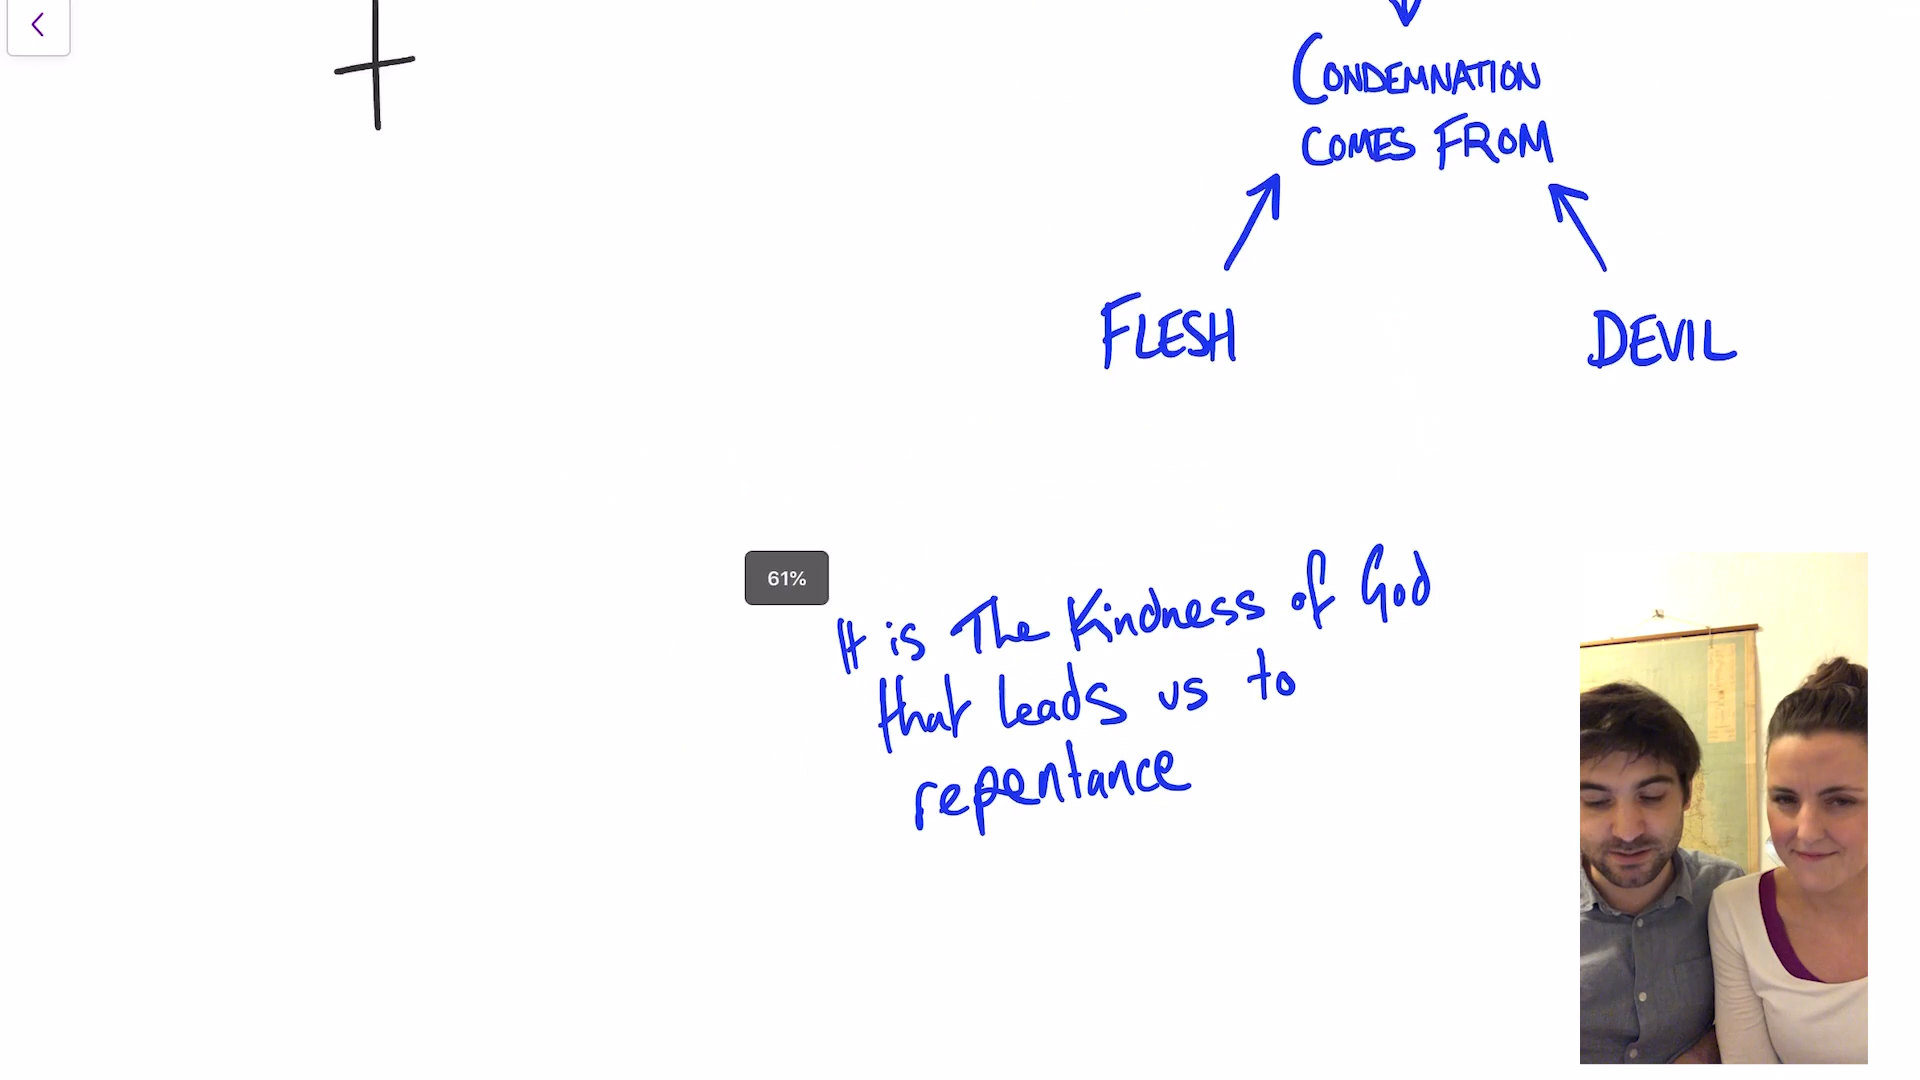 CONDEMNATION
COMES FROM
FLESH
DEVIL
61%
It is The Kindness of God
that leads us to
repentance